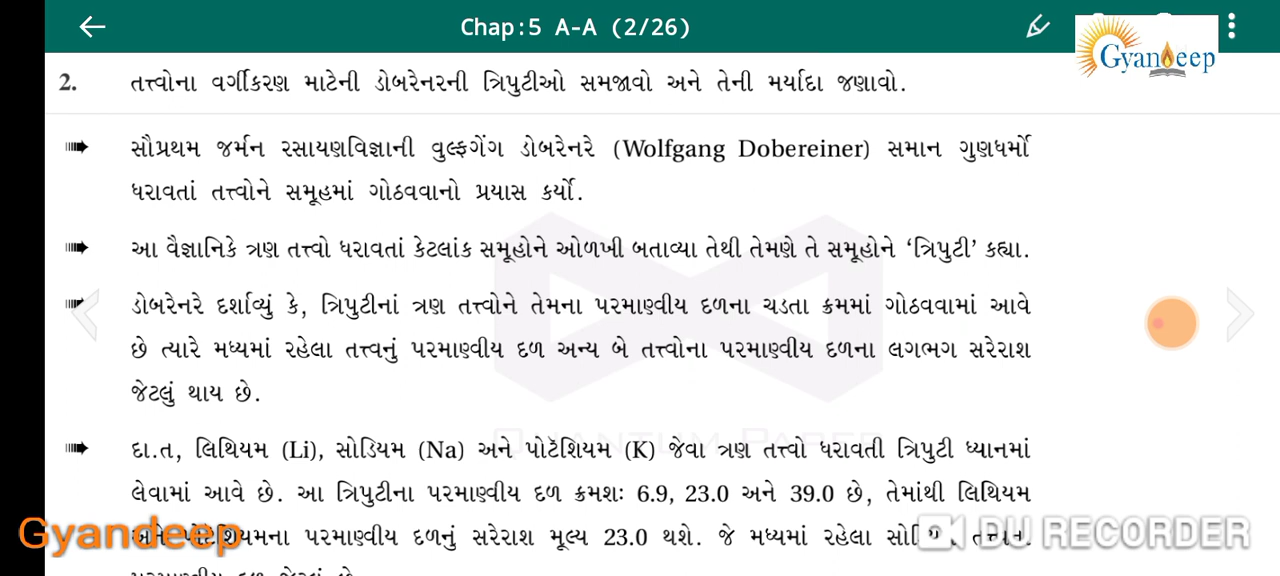 Chap:5 A-A (2/26)
Gyandeep
2. તત્ત્વોના વર્ગીકરણ માટેની ડોબરેનરની ત્રિપુટીઓ સમજાવો અને તેની મર્યાદા જણાવો.
સૌપ્રથમ જર્મન રસાયણવિજ્ઞાની વુલ્ફગેંગ ડોબરેનરે (Wolfgang Dobereiner) સમાન ગુણધર્મો
ધરાવતાં તત્ત્વોને સમૂહમાં ગોઠવવાનો પ્રયાસ કર્યો.
આ વૈજ્ઞાનિકે ત્રણ તત્ત્વો ધરાવતાં કેટલાંક સમૂહોને ઓળખી બતાવ્યા તેથી તેમણે તે સમૂહોને ‘ત્રિપુટી’ કહ્યા.
ડોબરેનરે દર્શાવ્યું કે, ત્રિપુટીનાં ત્રણ તત્ત્વોને તેમના પરમાણ્વીય દળના ચડતા ક્રમમાં ગોઠવવામાં આવે
છે ત્યારે મધ્યમાં રહેલા તત્ત્વનું પરમાણ્વીય દળ અન્ય બે તત્ત્વોના પરમાણ્વીય દળના લગભગ સરેરાશ
જેટલું થાય છે.
QUANTUM PAPER
દા.ત, લિથિયમ (Li), સોડિયમ (Na) અને પોટૅશિયમ (K) જેવા ત્રણ તત્ત્વો ધરાવતી ત્રિપુટી ધ્યાનમાં
લેવામાં આવે છે. આ ત્રિપુટીના પરમાણ્વીય દળ ક્રમશઃ 6.9, 23.0 અને 39.0 છે, તેમાંથી લિથિયમ
અને પોટૅશિયમના પરમાણ્વીય દળનું સરેરાશ મૂલ્ય 23.0 થશે. જે મધ્યમાં રહેલા
Gyandeep
DU RECORDER